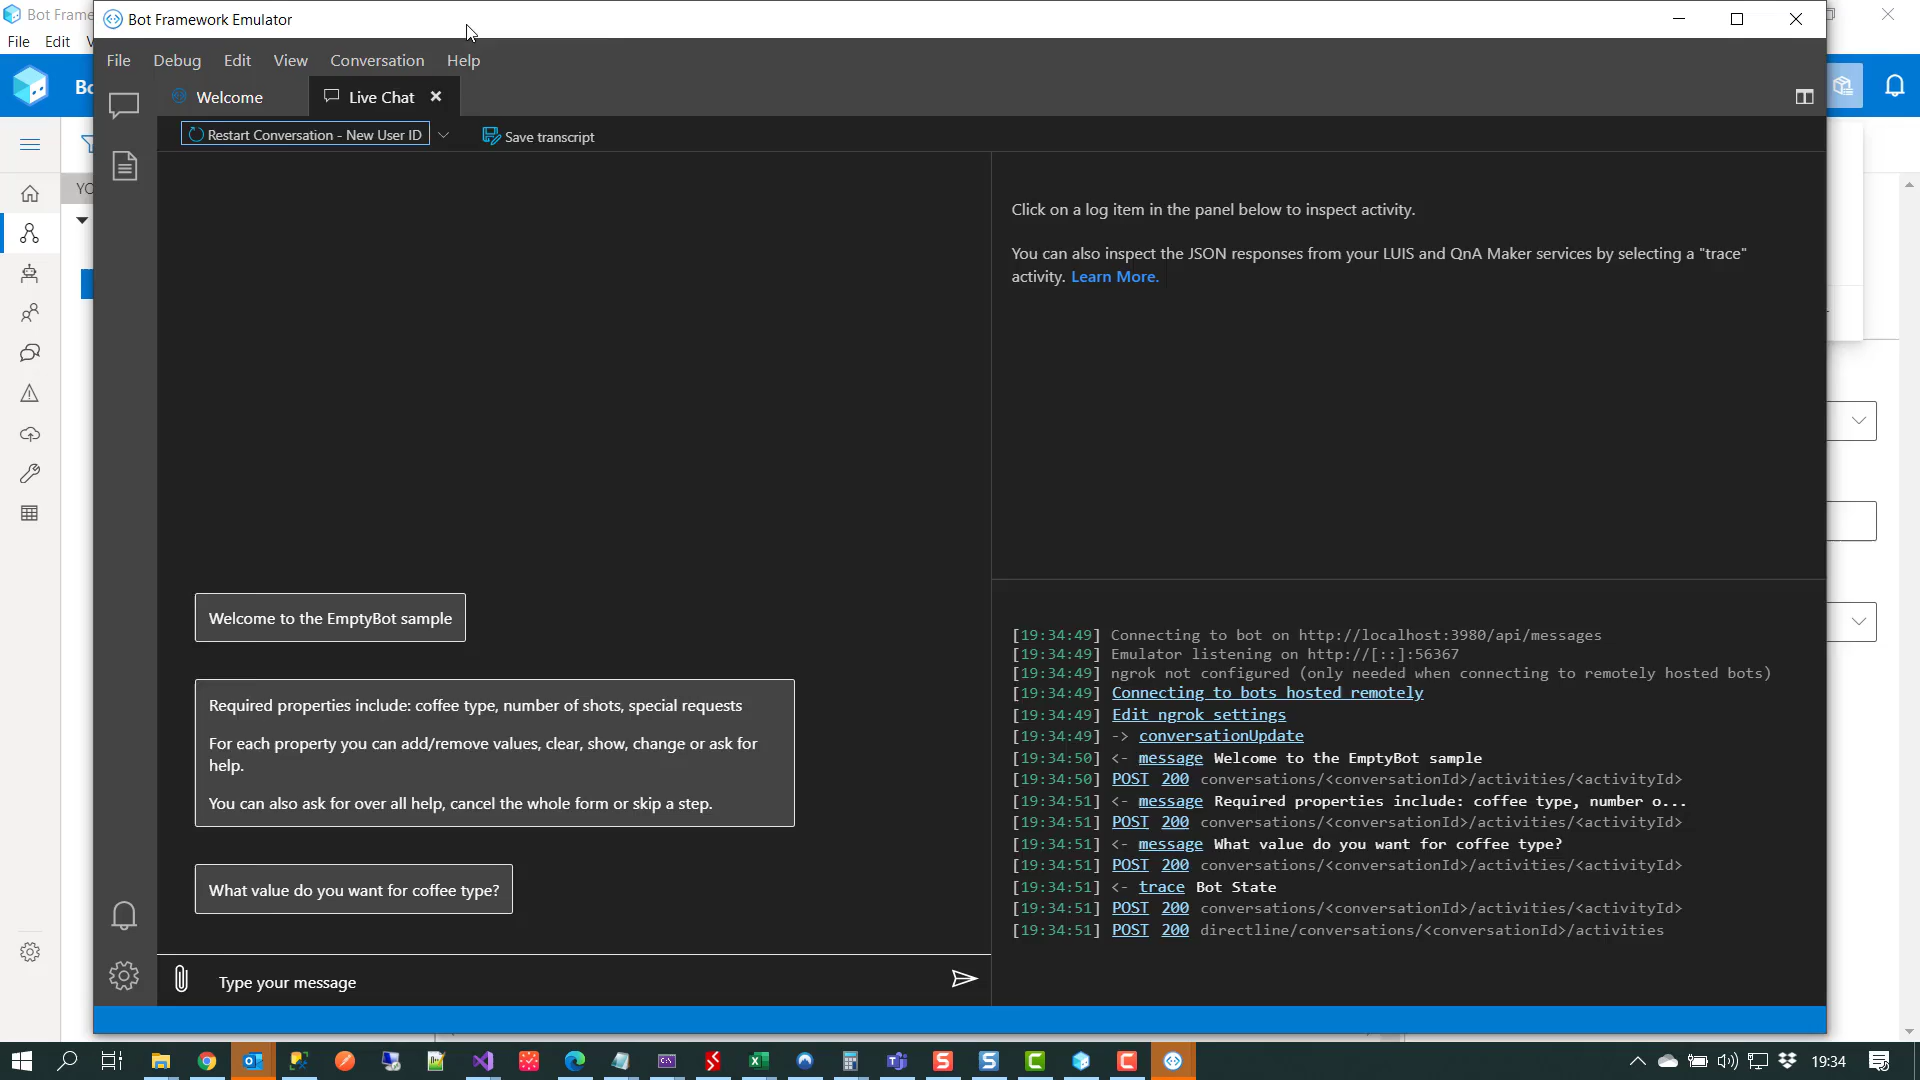 Bot Frame
File Edit V
Bo
YO
Bot Framework Emulator
File Debug Edit View Conversation Help
Welcome
Live Chat
Restart Conversation - New User ID
Save transcript
Welcome to the EmptyBot sample
Required properties include: coffee type, number of shots, special requests
For each property you can add/remove values, clear, show, change or ask for
help.
You can also ask for over all help, cancel the whole form or skip a step.
What value do you want for coffee type?
Type your message
Click on a log item in the panel below to inspect activity.
You can also inspect the JSON responses from your LUIS and QnA Maker services by selecting a "trace"
activity. Learn More.
[19:34:49] Connecting to bot on http://localhost:3980/api/messages
[19:34:49] Emulator listening on http://[::]:56367
[19:34:49] ngrok not configured (only needed when connecting to remotely hosted bots)
[19:34:49] Connecting to bots hosted remotely
[19:34:49] Edit ngrok settings
[19:34:49] -> conversationUpdate
[19:34:50] <- message Welcome to the EmptyBot sample
[19:34:50] POST 200 conversations/<conversationId>/activities/<activityId>
[19:34:51] <- message Required properties include: coffee type, number o...
[19:34:51] POST 200 conversations/<conversationId>/activities/<activityId>
[19:34:51] <- message What value do you want for coffee type?
[19:34:51] POST 200 conversations/<conversationId>/activities/<activityId>
[19:34:51] <- trace Bot State
[19:34:51] POST 200 conversations/<conversationId>/activities/<activityId>
[19:34:51] POST 200 directline/conversations/<conversationId>/activities
19:34